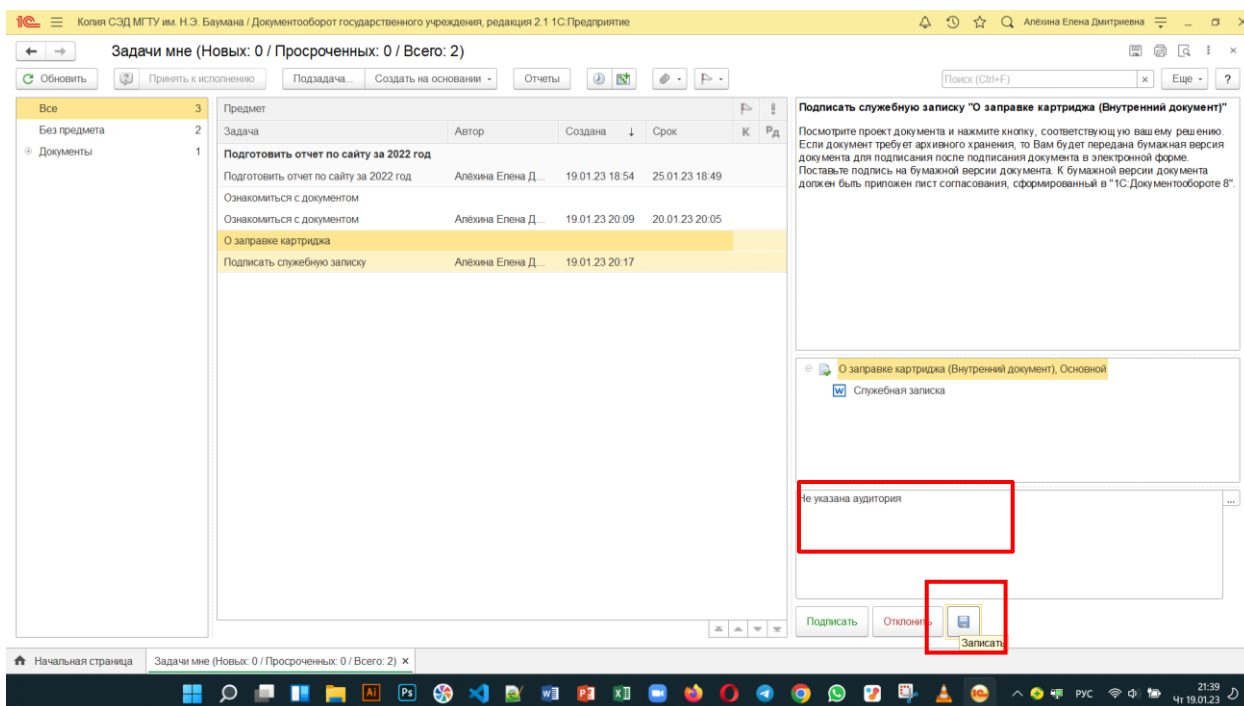 1С Копия СЭД МГТУ им. Н.Э. Баумана / Документооборот государственного учреждения, редакция 2.1 1С:Предприятие Алёхина Елена Дмитриевна
Задачи мне (Новых: 0 / Просроченных: 0 / Всего: 2)
Обновить Принять к исполнению Подзадача... Создать на основании Отчеты Поиск (Ctrl+F) × Еще ?
Все 3
Без предмета 2
Документы 1
Предмет
Задача Автор Создана ↓ Срок К Рд
Подготовить отчет по сайту за 2022 год
Подготовить отчет по сайту за 2022 год Алёхина Елена Д... 19.01.23 18:54 25.01.23 18:49
Ознакомиться с документом
Ознакомиться с документом Алёхина Елена Д... 19.01.23 20:09 20.01.23 20:05
О заправке картриджа
Подписать служебную записку Алёхина Елена Д... 19.01.23 20:17
Подписать служебную записку "О заправке картриджа (Внутренний документ)"
Посмотрите проект документа и нажмите кнопку, соответствующую вашему решению.
Если документ требует архивного хранения, то Вам будет передана бумажная версия
документа для подписания после подписания документа в электронной форме.
Поставьте подпись на бумажной версии документа. К бумажной версии документа
должен быть приложен лист согласования, сформированный в "1С:Документообороте 8".
О заправке картриджа (Внутренний документ), Основной
W Служебная записка
Не указана аудитория
...
Подписать Отклонить
Записать
Начальная страница Задачи мне (Новых: 0 / Просроченных: 0 / Всего: 2) ×
Ai Ps РУС 21:39
Чт 19.01.23